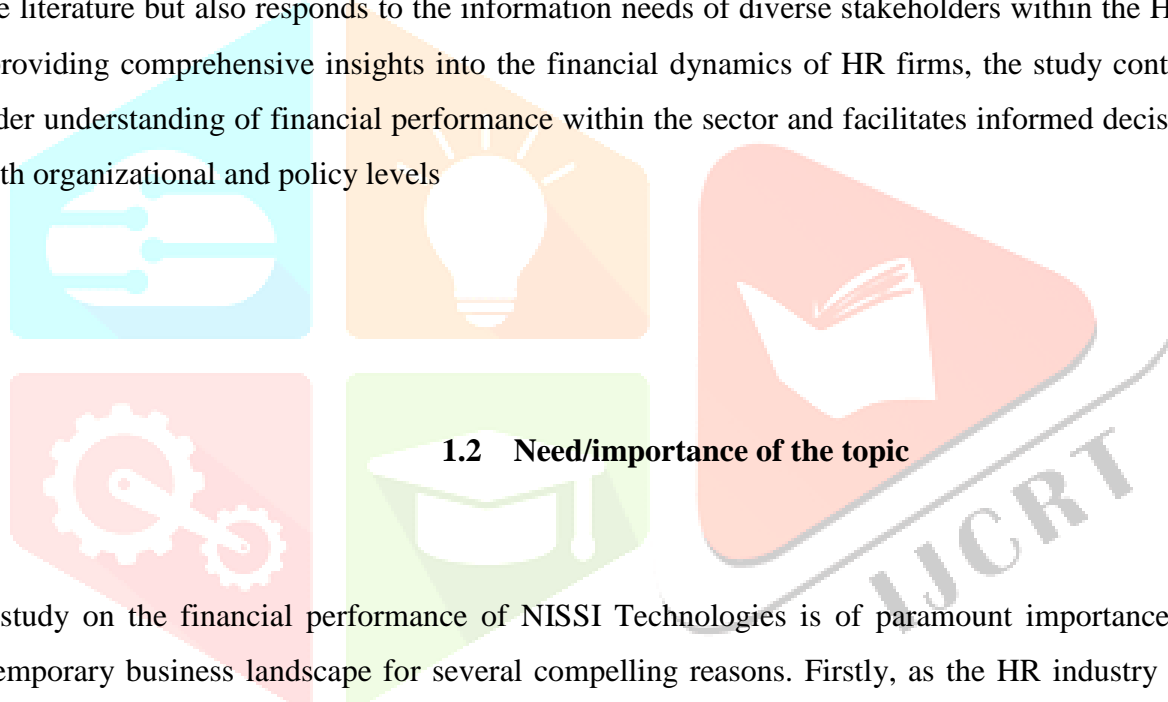 literature but also responds to the information needs of diverse stakeholders within the H
providing comprehensive insights into the financial dynamics of HR firms, the study cont
der understanding of financial performance within the sector and facilitates informed decis
th organizational and policy levels
1.2 Need/importance of the topic
study on the financial performance of NISSI Technologies is of paramount importance
temporary business landscape for several compelling reasons. Firstly, as the HR industry
IJCRT